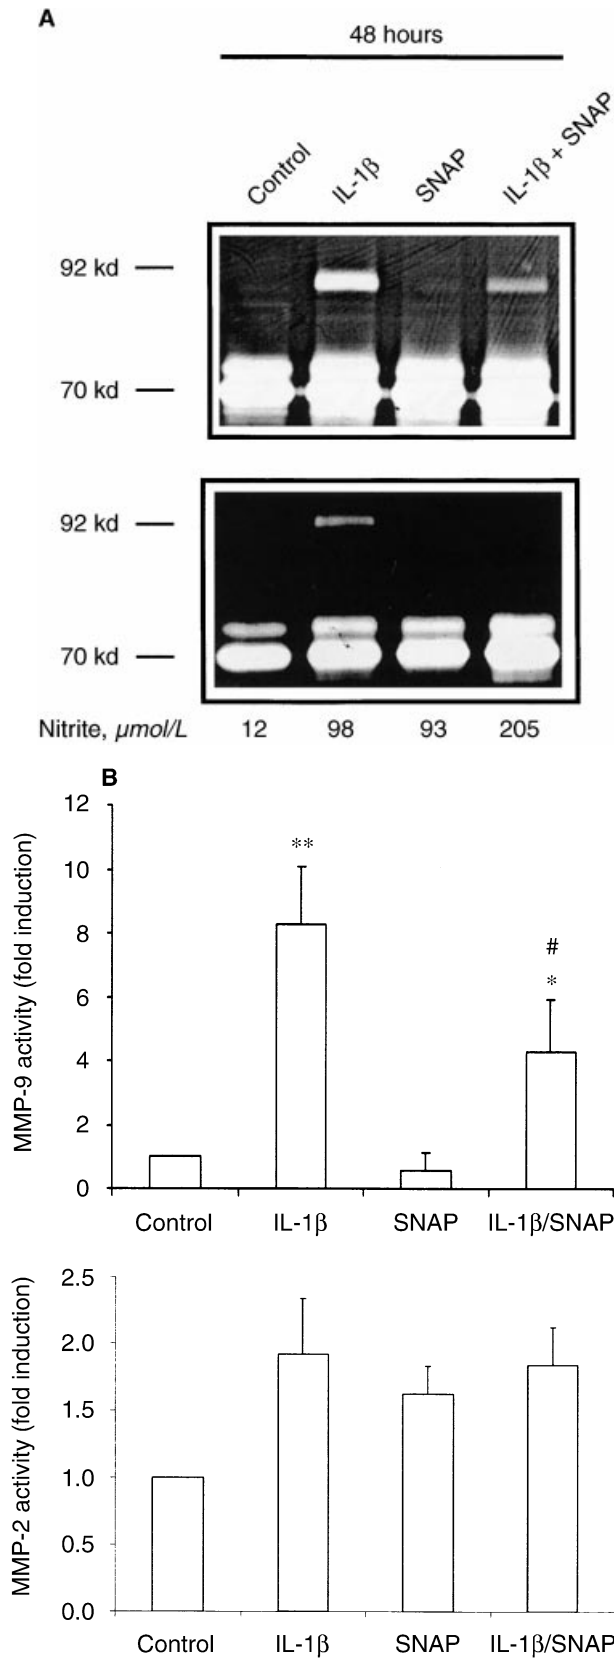 A
48 hours
Control IL-1β SNAP IL-1β + SNAP
92 kd
70 kd
92 kd
70 kd
Nitrite, µmol/L 12 98 93 205
B
MMP-9 activity (fold induction)
12
10
8
6
4
2
0
**
#
*
Control IL-1β SNAP IL-1β/SNAP
MMP-2 activity (fold induction)
2.5
2.0
1.5
1.0
0.5
0.0
Control IL-1β SNAP IL-1β/SNAP